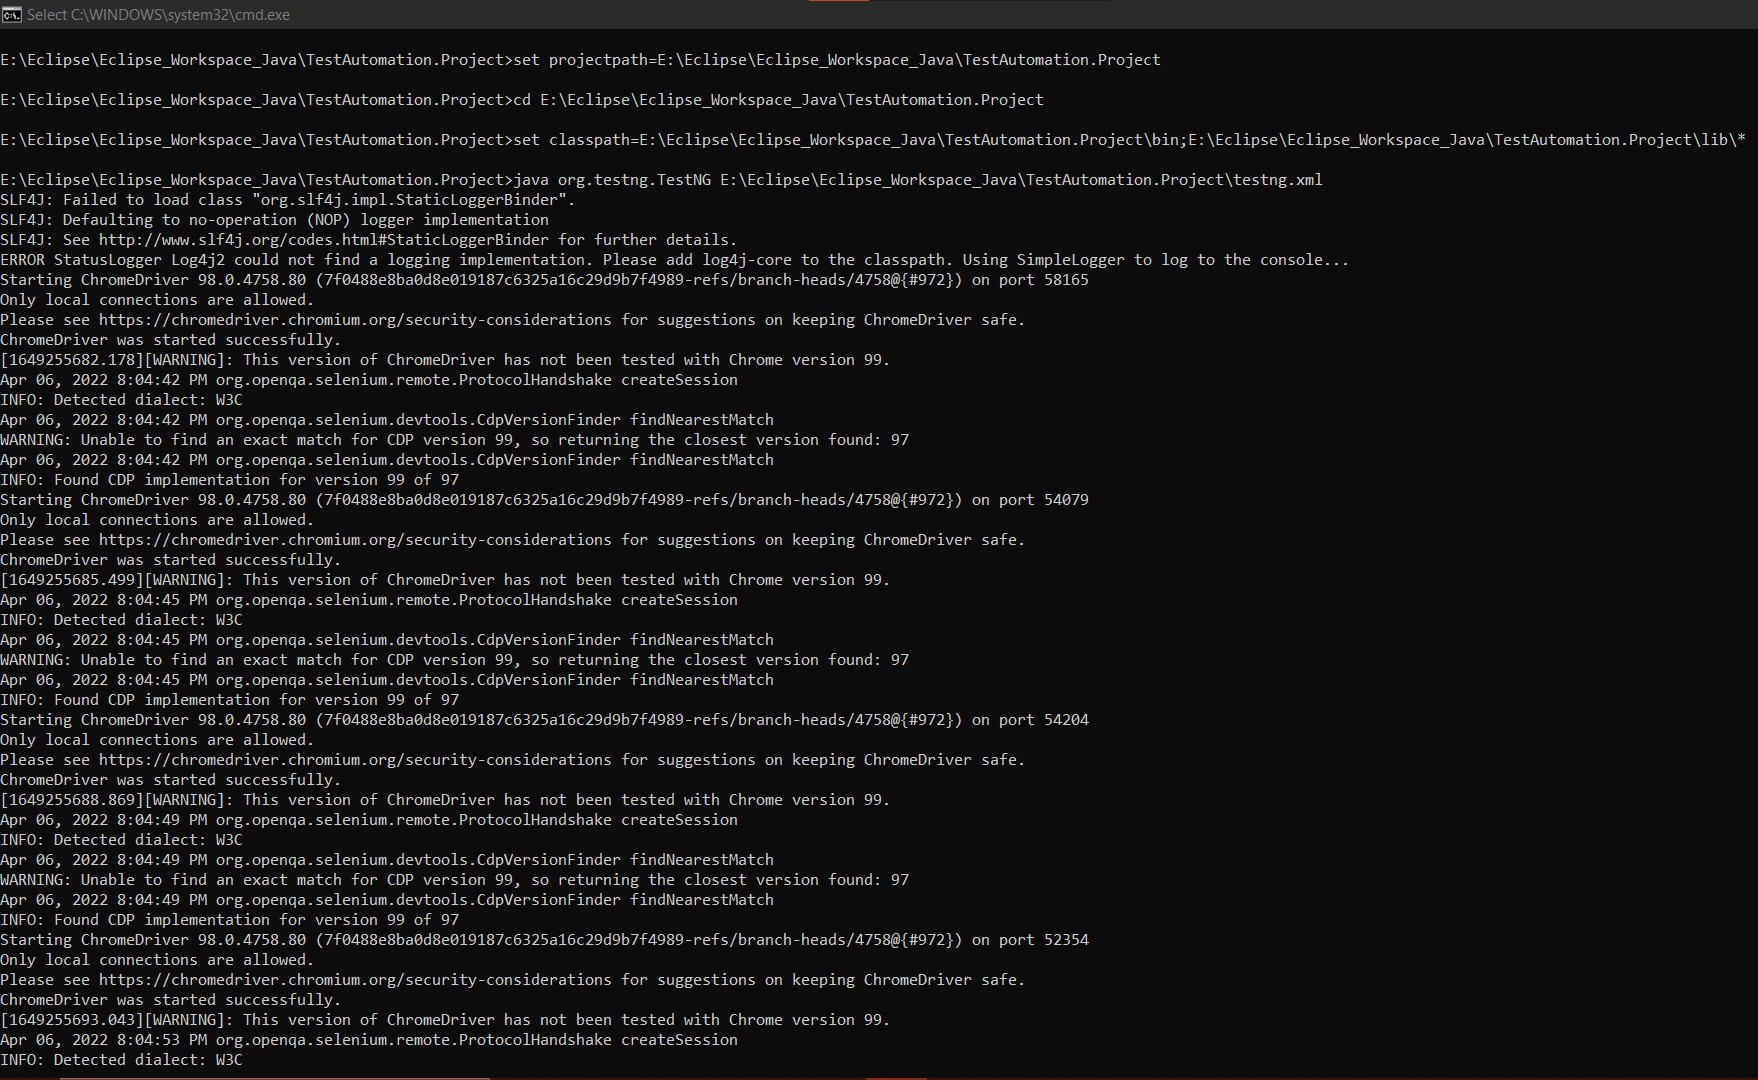 Select C:\WINDOWS\system32\cmd.exe
E:\Eclipse\Eclipse_Workspace_Java\TestAutomation.Project>set projectpath=E:\Eclipse\Eclipse_Workspace_Java\TestAutomation.Project
E:\Eclipse\Eclipse_Workspace_Java\TestAutomation.Project>cd E:\Eclipse\Eclipse_Workspace_Java\TestAutomation.Project
E:\Eclipse\Eclipse_Workspace_Java\TestAutomation.Project>set classpath=E:\Eclipse\Eclipse_Workspace_Java\TestAutomation.Project\bin;E:\Eclipse\Eclipse_Workspace_Java\TestAutomation.Project\lib\*
E:\Eclipse\Eclipse_Workspace_Java\TestAutomation.Project>java org.testng.TestNG E:\Eclipse\Eclipse_Workspace_Java\TestAutomation.Project\testng.xml
SLF4J: Failed to load class "org.slf4j.impl.StaticLoggerBinder".
SLF4J: Defaulting to no-operation (NOP) logger implementation
SLF4J: See http://www.slf4j.org/codes.html#StaticLoggerBinder for further details.
ERROR StatusLogger Log4j2 could not find a logging implementation. Please add log4j-core to the classpath. Using SimpleLogger to log to the console...
Starting ChromeDriver 98.0.4758.80 (7f0488e8ba0d8e019187c6325a16c29d9b7f4989-refs/branch-heads/4758@{#972}) on port 58165
Only local connections are allowed.
Please see https://chromedriver.chromium.org/security-considerations for suggestions on keeping ChromeDriver safe.
ChromeDriver was started successfully.
[1649255682.178][WARNING]: This version of ChromeDriver has not been tested with Chrome version 99.
Apr 06, 2022 8:04:42 PM org.openqa.selenium.remote.ProtocolHandshake createSession
INFO: Detected dialect: W3C
Apr 06, 2022 8:04:42 PM org.openqa.selenium.devtools.CdpVersionFinder findNearestMatch
WARNING: Unable to find an exact match for CDP version 99, so returning the closest version found: 97
Apr 06, 2022 8:04:42 PM org.openqa.selenium.devtools.CdpVersionFinder findNearestMatch
INFO: Found CDP implementation for version 99 of 97
Starting ChromeDriver 98.0.4758.80 (7f0488e8ba0d8e019187c6325a16c29d9b7f4989-refs/branch-heads/4758@{#972}) on port 54079
Only local connections are allowed.
Please see https://chromedriver.chromium.org/security-considerations for suggestions on keeping ChromeDriver safe.
ChromeDriver was started successfully.
[1649255685.499][WARNING]: This version of ChromeDriver has not been tested with Chrome version 99.
Apr 06, 2022 8:04:45 PM org.openqa.selenium.remote.ProtocolHandshake createSession
INFO: Detected dialect: W3C
Apr 06, 2022 8:04:45 PM org.openqa.selenium.devtools.CdpVersionFinder findNearestMatch
WARNING: Unable to find an exact match for CDP version 99, so returning the closest version found: 97
Apr 06, 2022 8:04:45 PM org.openqa.selenium.devtools.CdpVersionFinder findNearestMatch
INFO: Found CDP implementation for version 99 of 97
Starting ChromeDriver 98.0.4758.80 (7f0488e8ba0d8e019187c6325a16c29d9b7f4989-refs/branch-heads/4758@{#972}) on port 54204
Only local connections are allowed.
Please see https://chromedriver.chromium.org/security-considerations for suggestions on keeping ChromeDriver safe.
ChromeDriver was started successfully.
[1649255688.869][WARNING]: This version of ChromeDriver has not been tested with Chrome version 99.
Apr 06, 2022 8:04:49 PM org.openqa.selenium.remote.ProtocolHandshake createSession
INFO: Detected dialect: W3C
Apr 06, 2022 8:04:49 PM org.openqa.selenium.devtools.CdpVersionFinder findNearestMatch
WARNING: Unable to find an exact match for CDP version 99, so returning the closest version found: 97
Apr 06, 2022 8:04:49 PM org.openqa.selenium.devtools.CdpVersionFinder findNearestMatch
INFO: Found CDP implementation for version 99 of 97
Starting ChromeDriver 98.0.4758.80 (7f0488e8ba0d8e019187c6325a16c29d9b7f4989-refs/branch-heads/4758@{#972}) on port 52354
Only local connections are allowed.
Please see https://chromedriver.chromium.org/security-considerations for suggestions on keeping ChromeDriver safe.
ChromeDriver was started successfully.
[1649255693.043][WARNING]: This version of ChromeDriver has not been tested with Chrome version 99.
Apr 06, 2022 8:04:53 PM org.openqa.selenium.remote.ProtocolHandshake createSession
INFO: Detected dialect: W3C